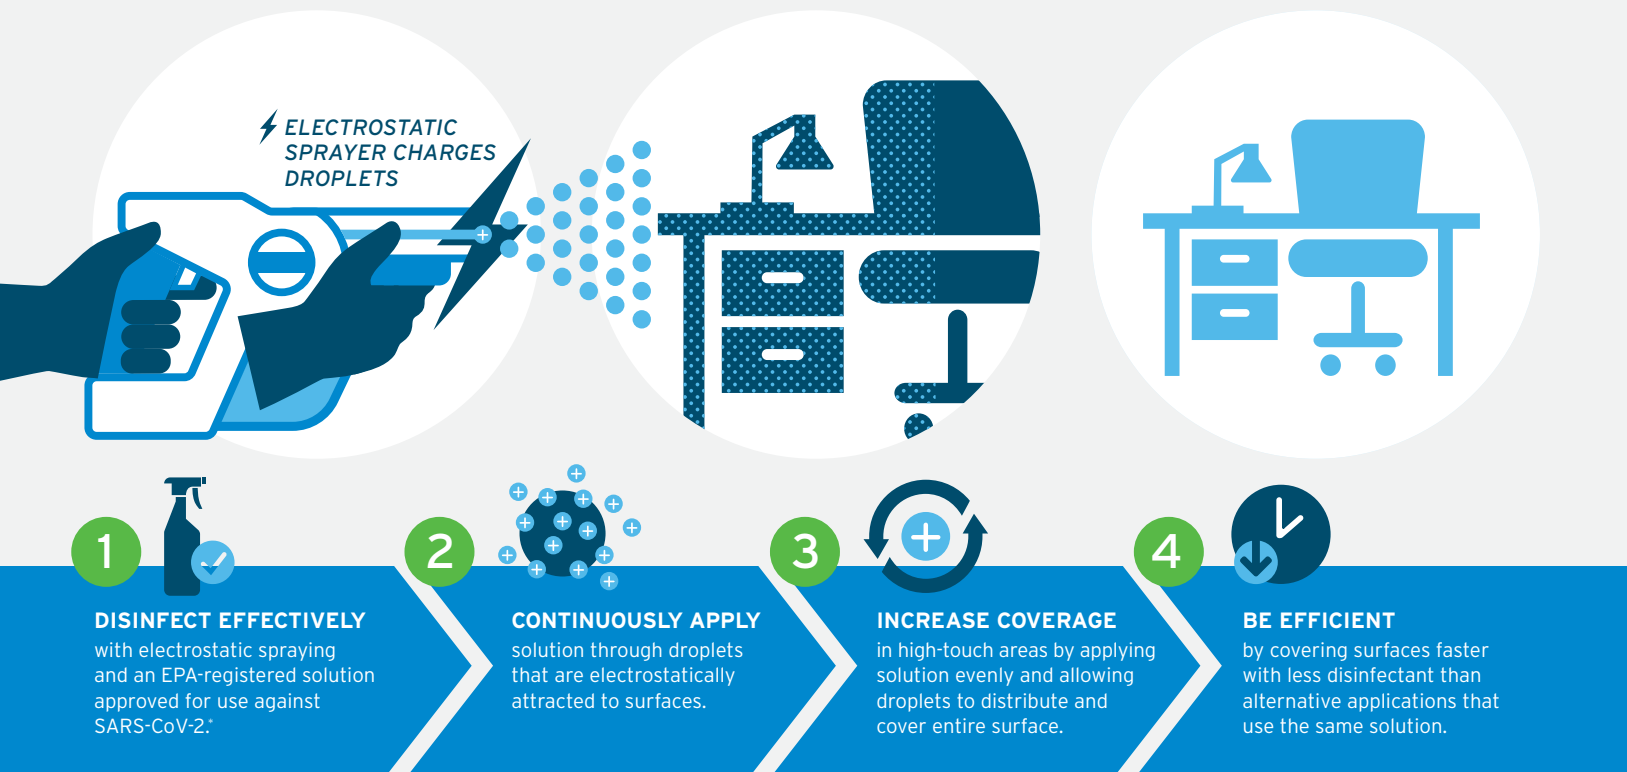 ELECTROSTATIC
SPRAYER CHARGES
DROPLETS
1
DISINFECT EFFECTIVELY
with electrostatic spraying
and an EPA-registered solution
approved for use against
SARS-CoV-2.*
2
CONTINUOUSLY APPLY
solution through droplets
that are electrostatically
attracted to surfaces.
3
INCREASE COVERAGE
in high-touch areas by applying
solution evenly and allowing
droplets to distribute and
cover entire surface.
4
BE EFFICIENT
by covering surfaces faster
with less disinfectant than
alternative applications that
use the same solution.